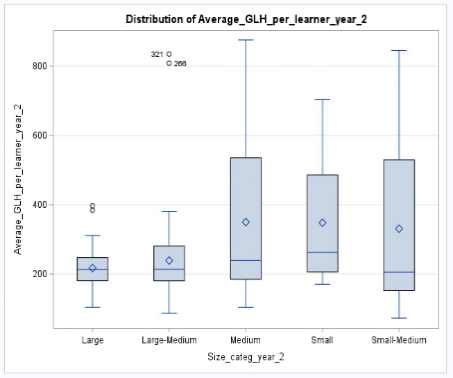 Distribution of Average_GLH_per_learner_year_2
Average_GLH_per_learner_year_2
800
600
400
200
321
266
Large
Large-Medium
Medium
Small
Small-Medium
Size_categ_year_2